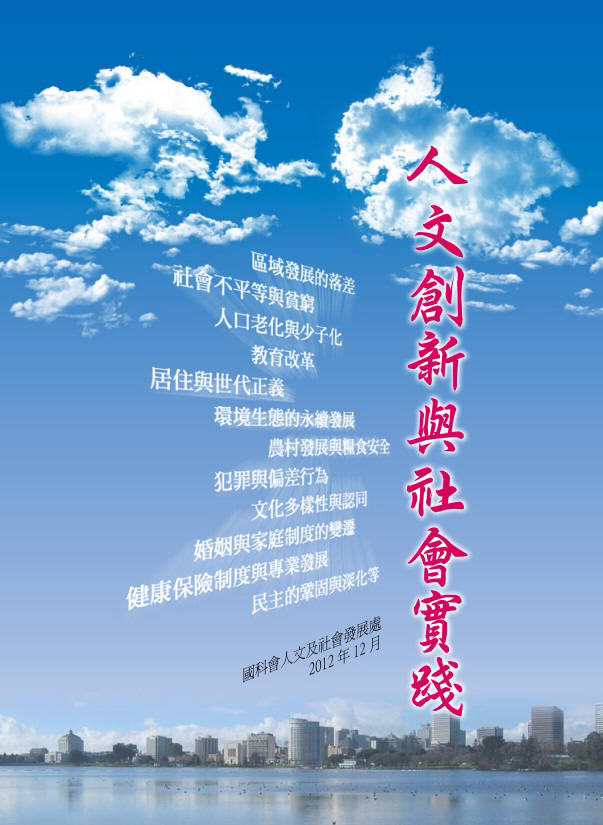 人文創新與社會實踐
區域發展的落差
社會不平等與貧窮
人口老化與少子化
教育改革
居住與世代正義
環境生態的永續發展
農村發展與糧食安全
犯罪與偏差行為
文化多樣性與認同
婚姻與家庭制度的變遷
健康保險制度與專業發展
民主的鞏固與深化等
國科會人文及社會發展處
2012 年 12 月